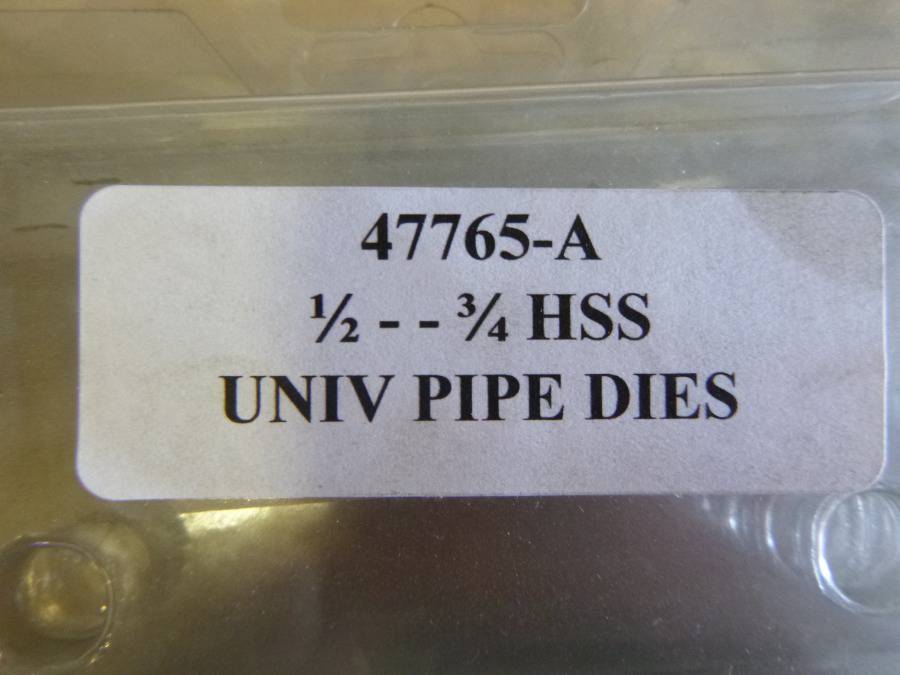 47765-A
½ - - ¾ HSS
UNIV PIPE DIES